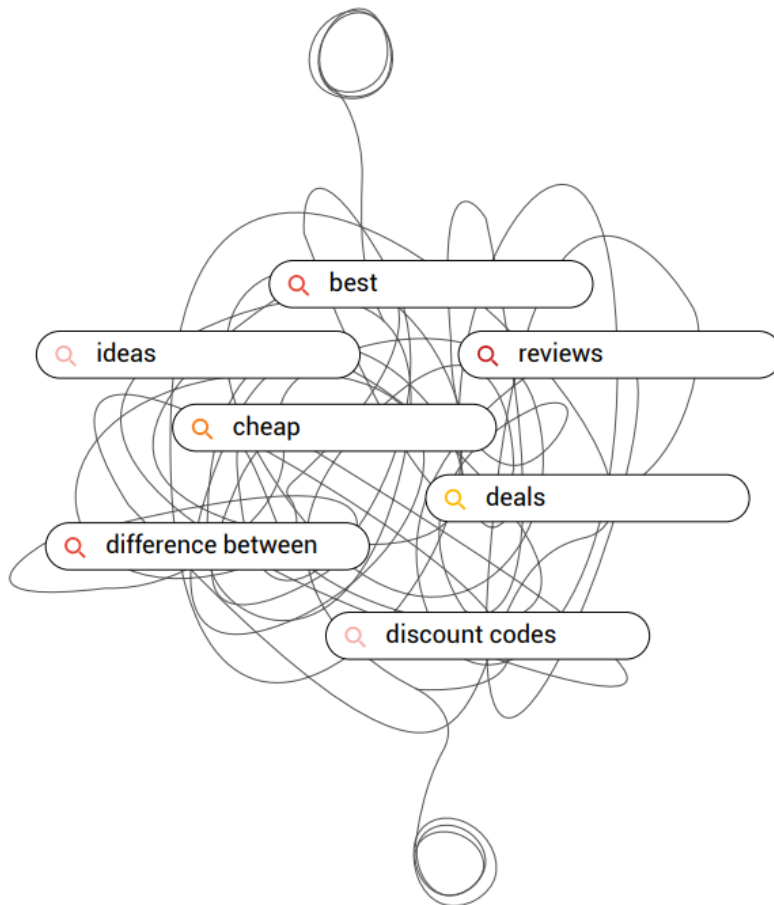 best
ideas
reviews
cheap
deals
difference between
discount codes